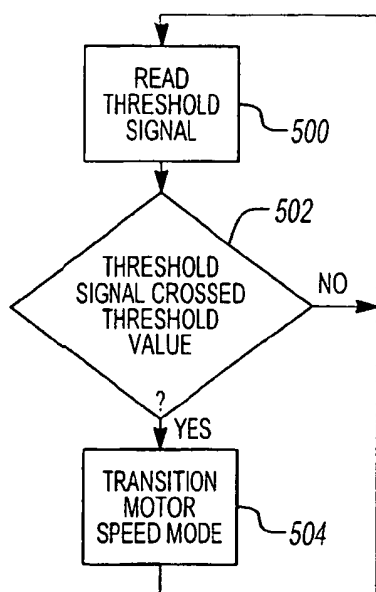 READ
THRESHOLD
SIGNAL
500
502
THRESHOLD
SIGNAL CROSSED
THRESHOLD
VALUE
?
NO
YES
TRANSITION
MOTOR
SPEED MODE
504